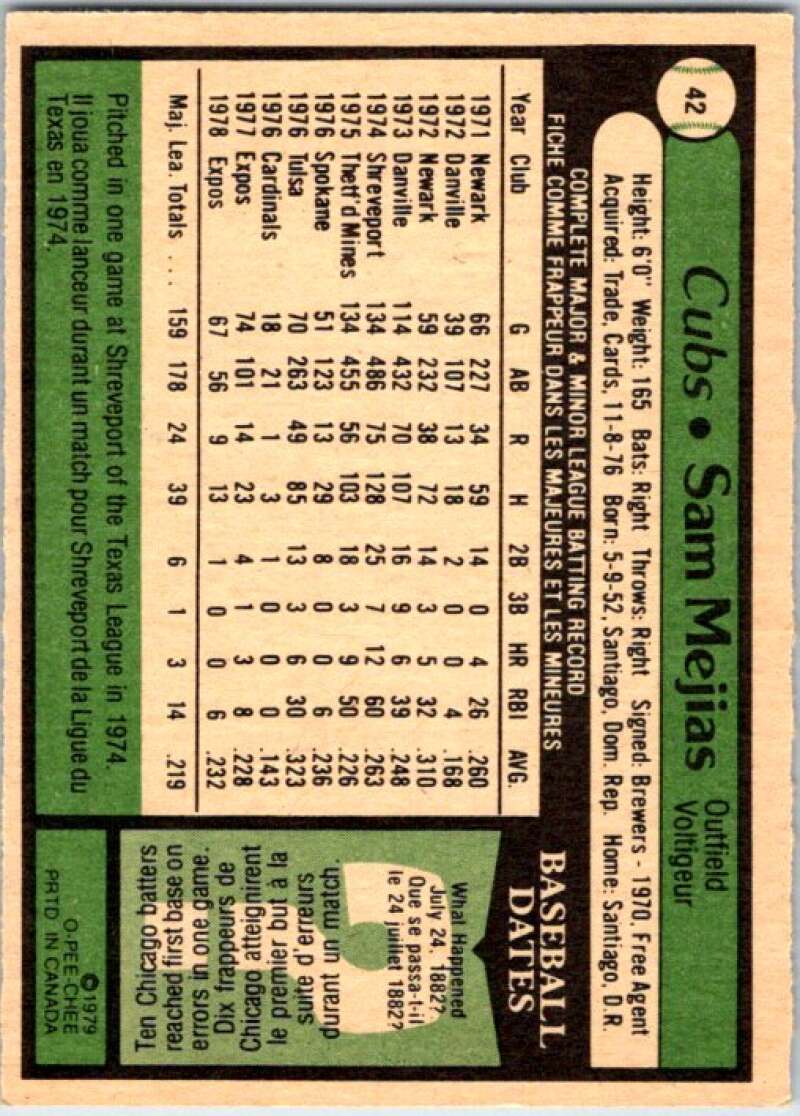 42
Cubs • Sam Mejias
Outfield
Voltigeur
Height: 6'0" Weight: 165 Bats: Right Throws: Right Signed: Brewers - 1970, Free Agent
Acquired: Trade, Cards, 11-8-76 Born: 5-9-52, Santiago, Dom. Rep. Home: Santiago, D.R.
COMPLETE MAJOR & MINOR LEAGUE BATTING RECORD
FICHE COMME FRAPPEUR DANS LES MAJEURES ET LES MINEURES
Year Club G AB R H 2B 3B HR RBI AVG.
1971 Newark 66 227 34 59 14 0 4 26 .260
1972 Danville 39 107 13 18 2 0 0 4 .168
1972 Newark 59 232 38 72 14 3 5 32 .310
1973 Danville 114 432 70 107 16 9 6 39 .248
1974 Shreveport 134 486 75 128 25 7 12 60 .263
1975 Thetf'd Mines 134 455 56 103 18 3 9 50 .226
1976 Spokane 51 123 13 29 8 0 0 6 .236
1976 Tulsa 70 263 49 85 13 3 6 30 .323
1976 Cardinals 18 21 1 3 1 0 0 0 .143
1977 Expos 74 101 14 23 4 1 3 8 .228
1978 Expos 67 56 9 13 1 0 0 6 .232
Maj. Lea. Totals ... 159 178 24 39 6 1 3 14 .219
Pitched in one game at Shreveport of the Texas League in 1974.
Il joua comme lanceur durant un match pour Shreveport de la Ligue du
Texas en 1974.
BASEBALL
DATES
What Happened
July 24, 1882?
Que se passa-t-il
le 24 juillet 1882?
Ten Chicago batters
reached first base on
errors in one game.
Dix frappeurs de
Chicago atteignirent
le premier but à la
suite d'erreurs
durant un match.
©1979
O-PEE-CHEE
PRTD IN CANADA